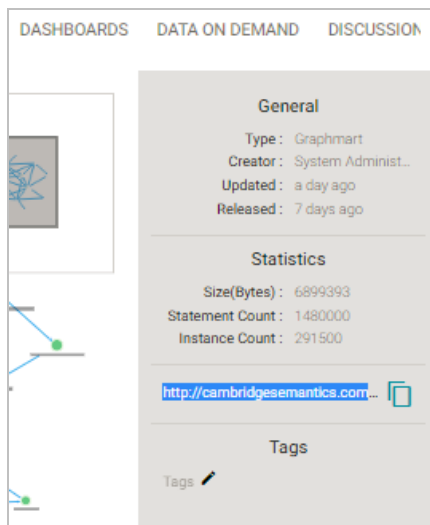 DASHBOARDS DATA ON DEMAND DISCUSSION
General
Type : Graphmart
Creator : System Administ...
Updated : a day ago
Released : 7 days ago
Statistics
Size(Bytes) : 6899393
Statement Count : 1480000
Instance Count : 291500
http://cambridgesemantics.com...
Tags
Tags